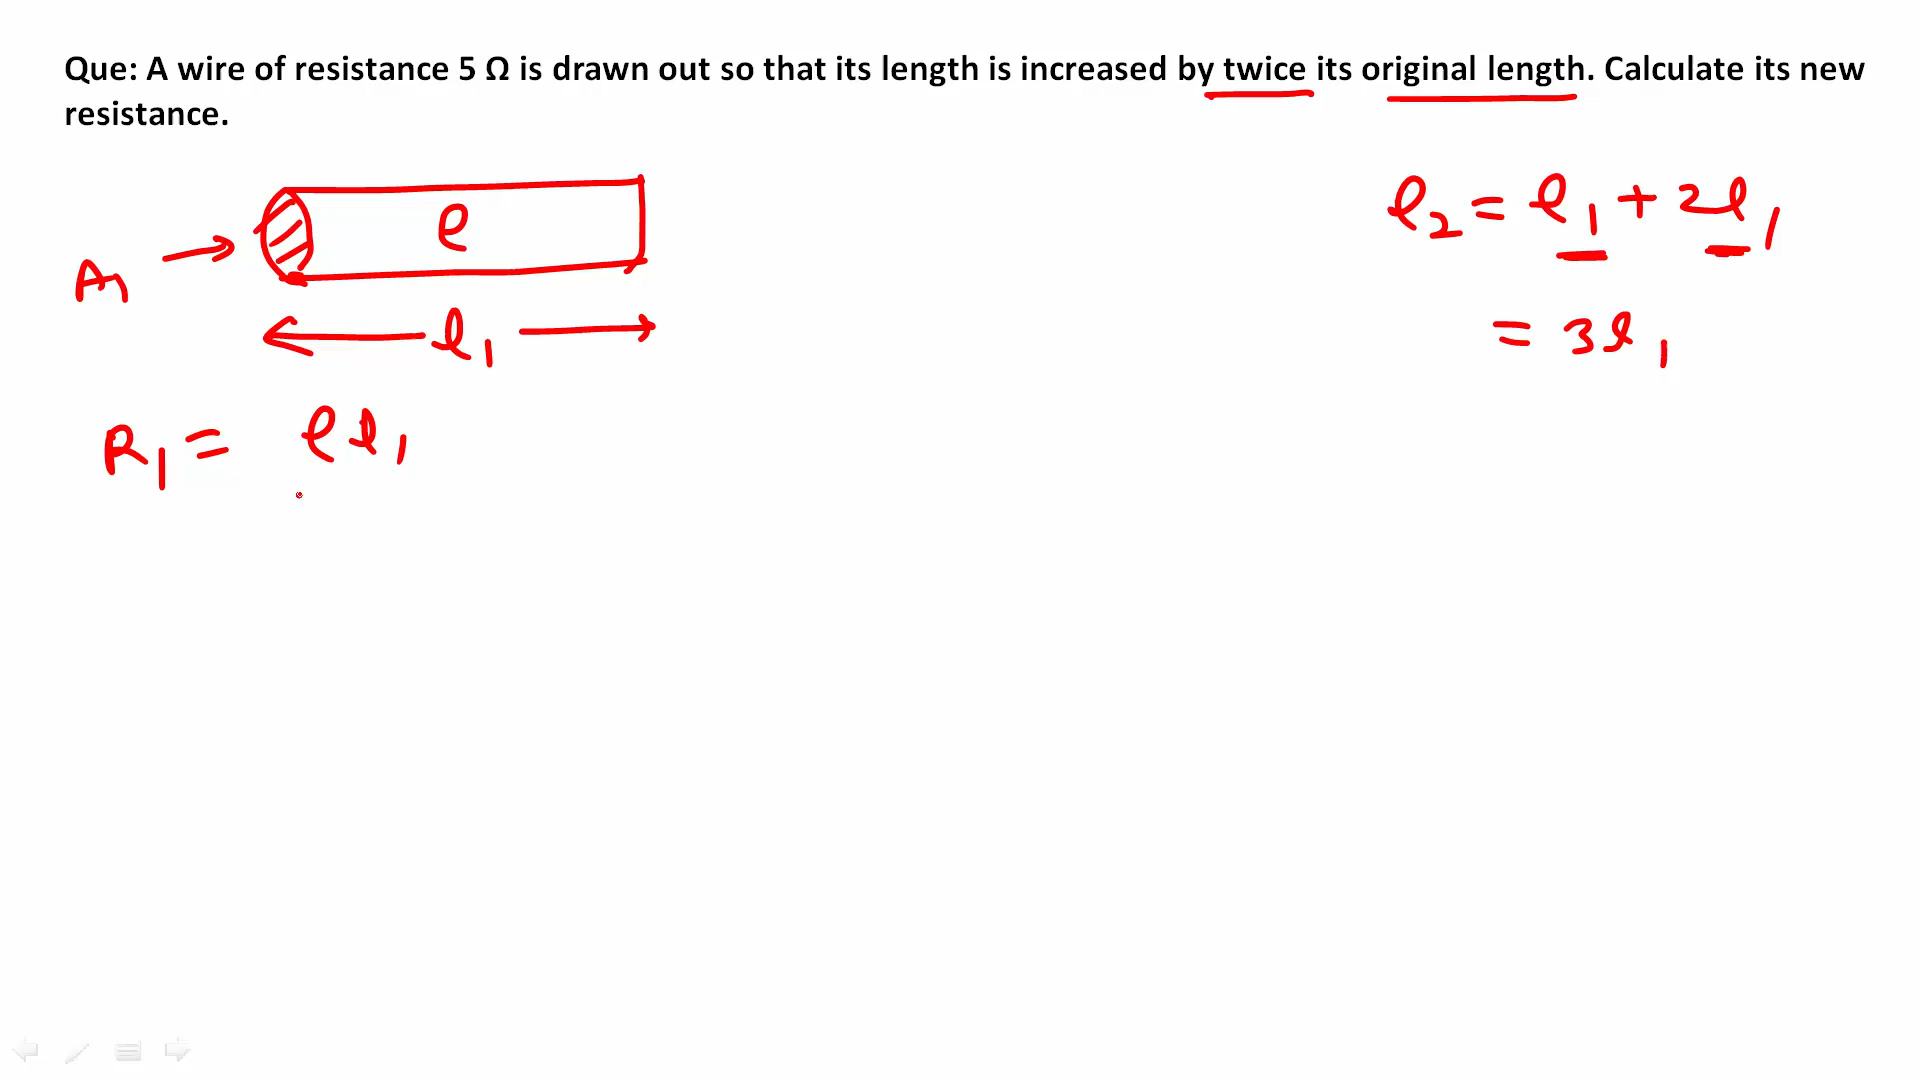 Que: A wire of resistance 5 Ω is drawn out so that its length is increased by twice its original length. Calculate its new
resistance.
ρ
A₁
l₁
l₂ = l₁ + 2l₁
= 3l₁
R₁ = ρl₁